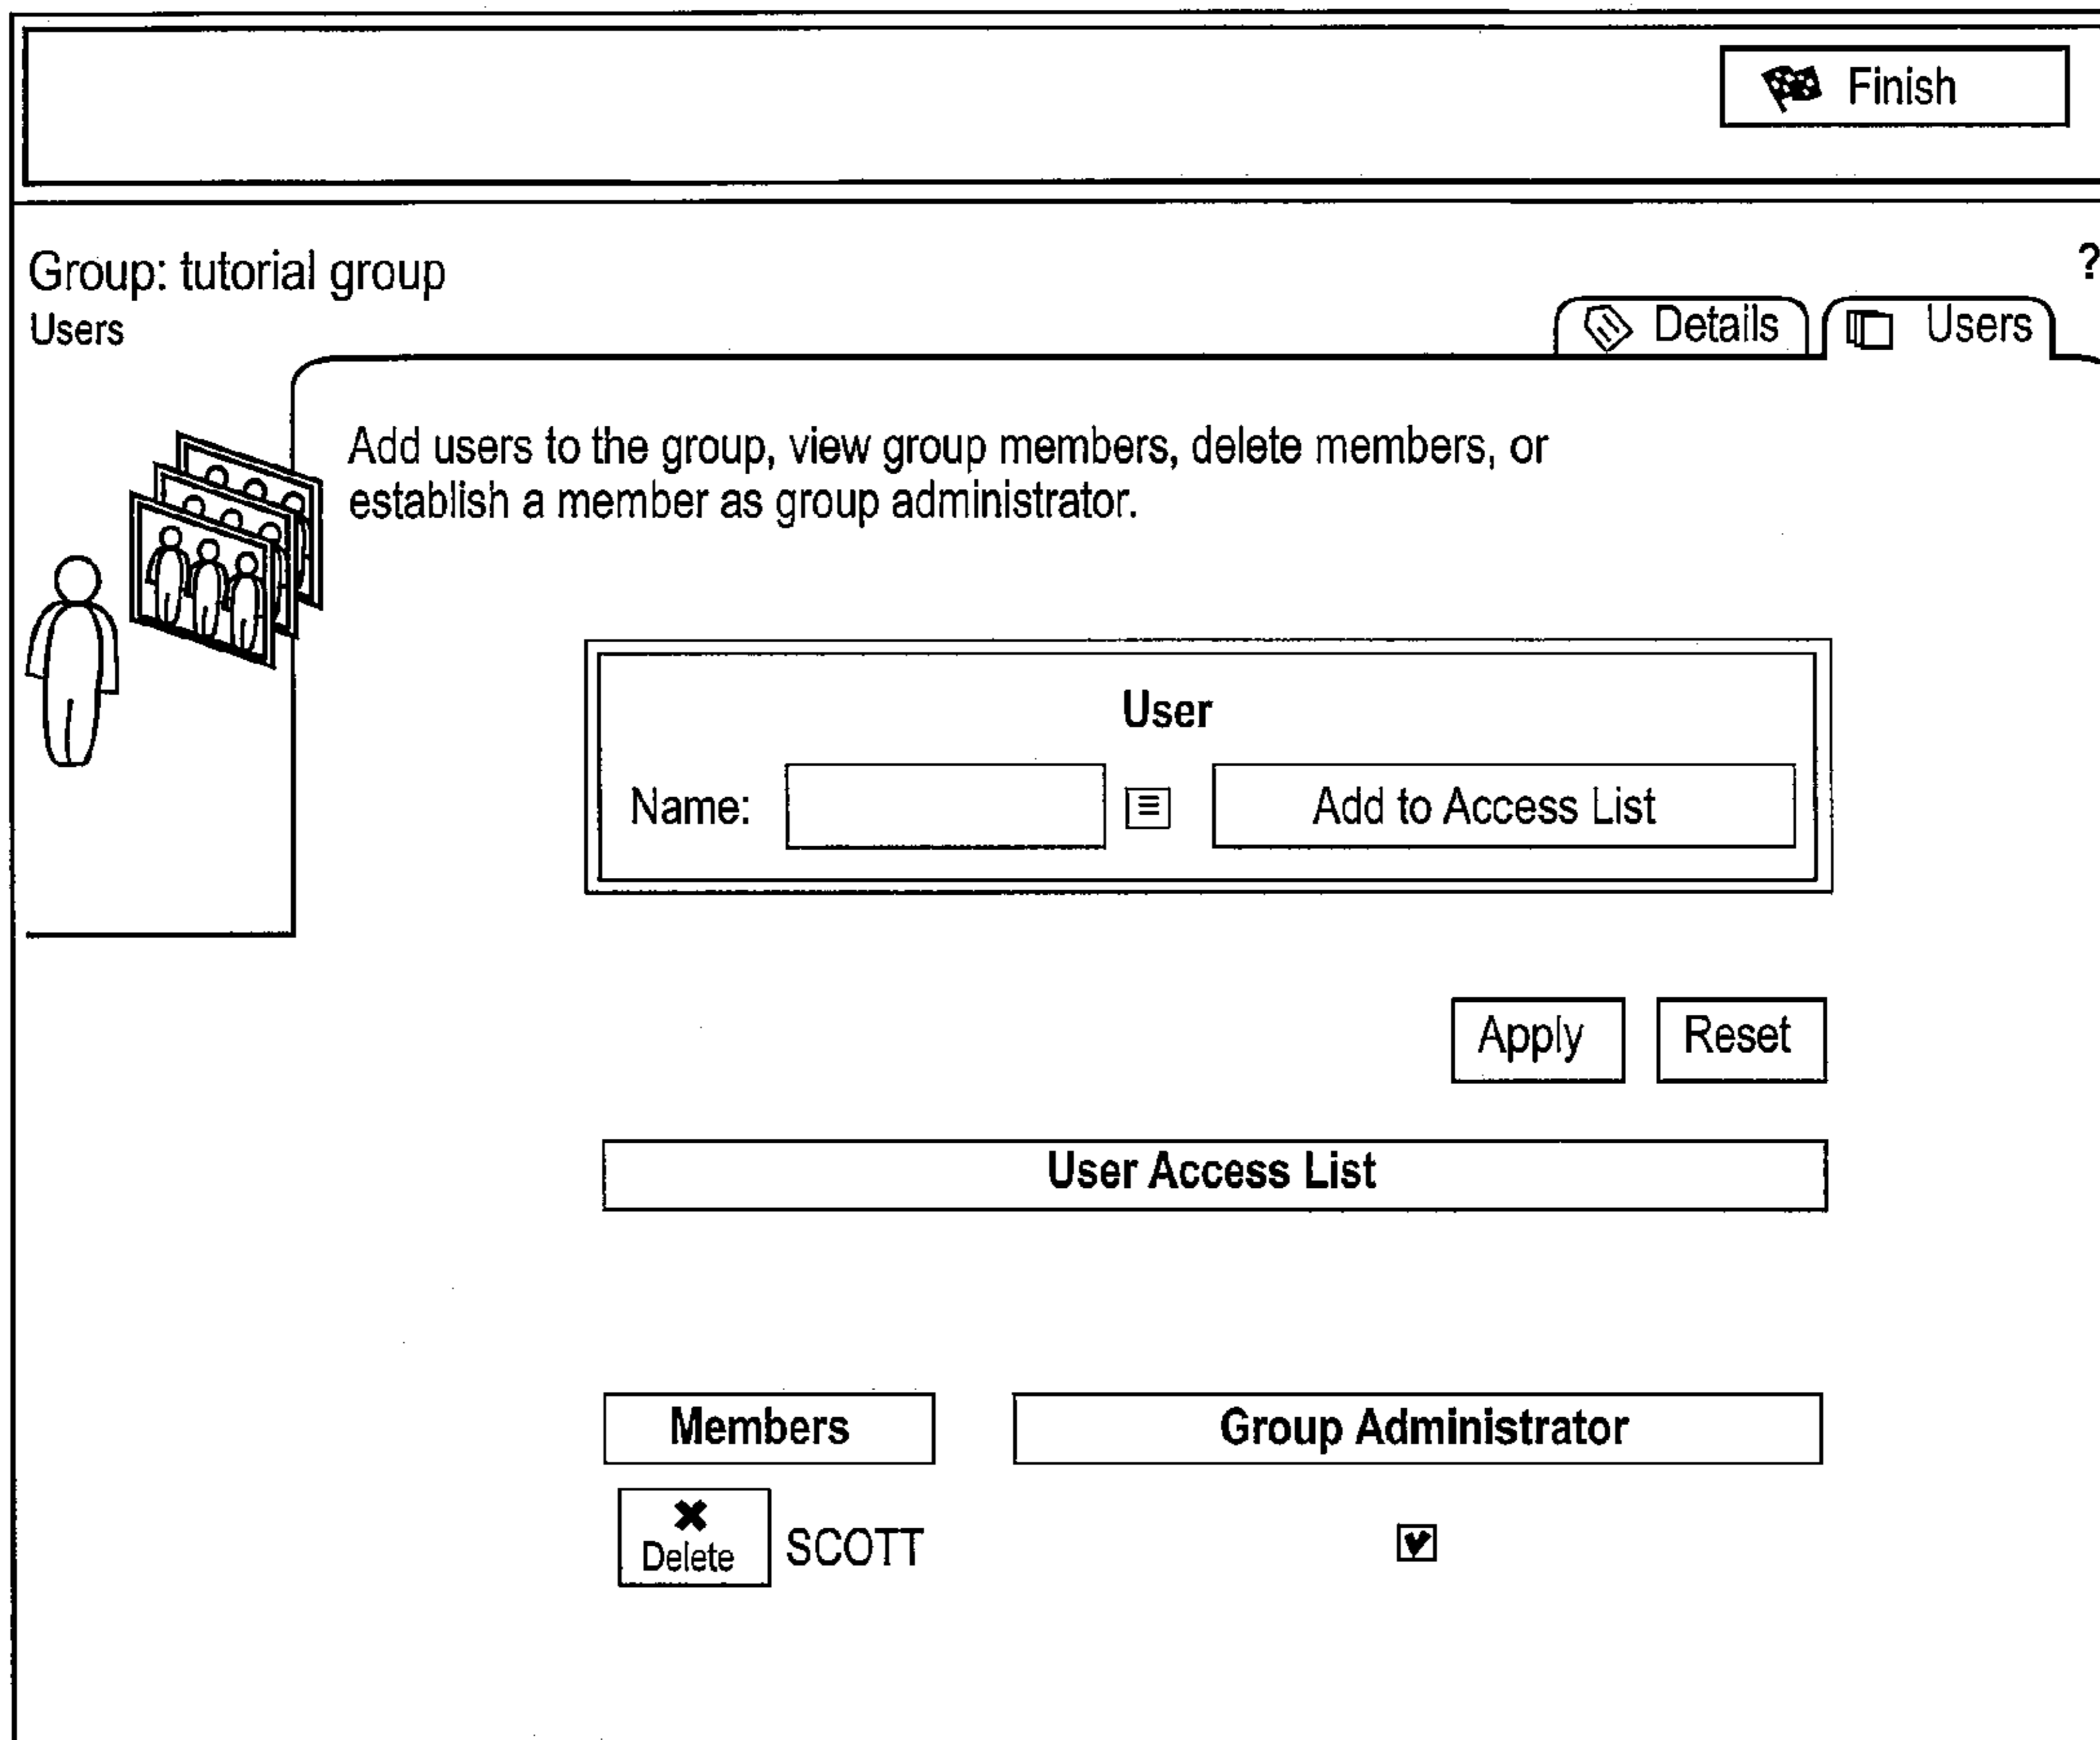 Finish
Group: tutorial group
?
Users
Details
Users
Add users to the group, view group members, delete members, or
establish a member as group administrator.
User
Name:
Add to Access List
Apply
Reset
User Access List
Members
Group Administrator
Delete
SCOTT